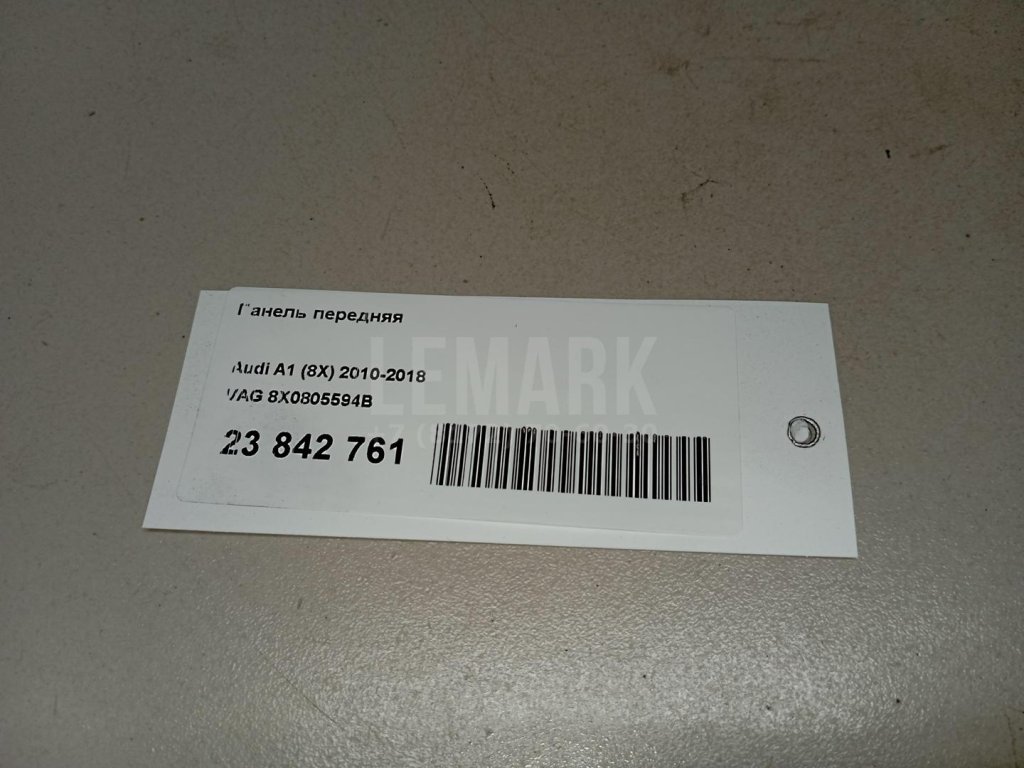 Панель передняя
Audi A1 (8X) 2010-2018
VAG 8X0805594B
23 842 761
LEMARK